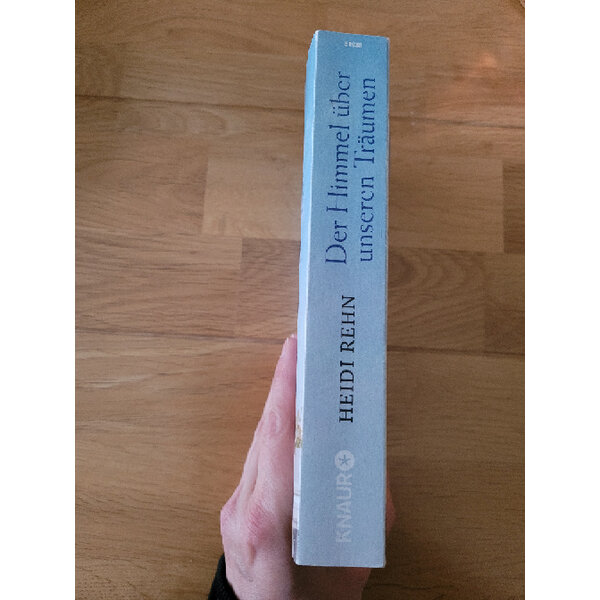 Der Himmel über
unseren Träumen
HEIDI REHN
KNAUR